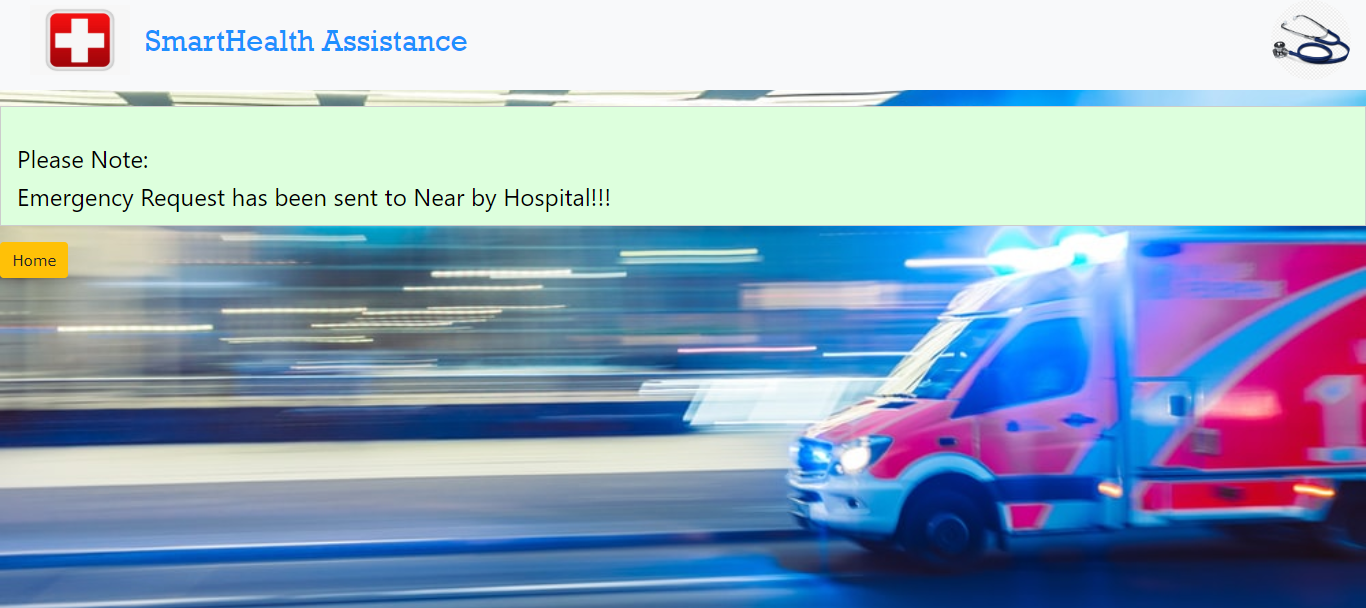 SmartHealth Assistance
Please Note:
Emergency Request has been sent to Near by Hospital!!!
Home